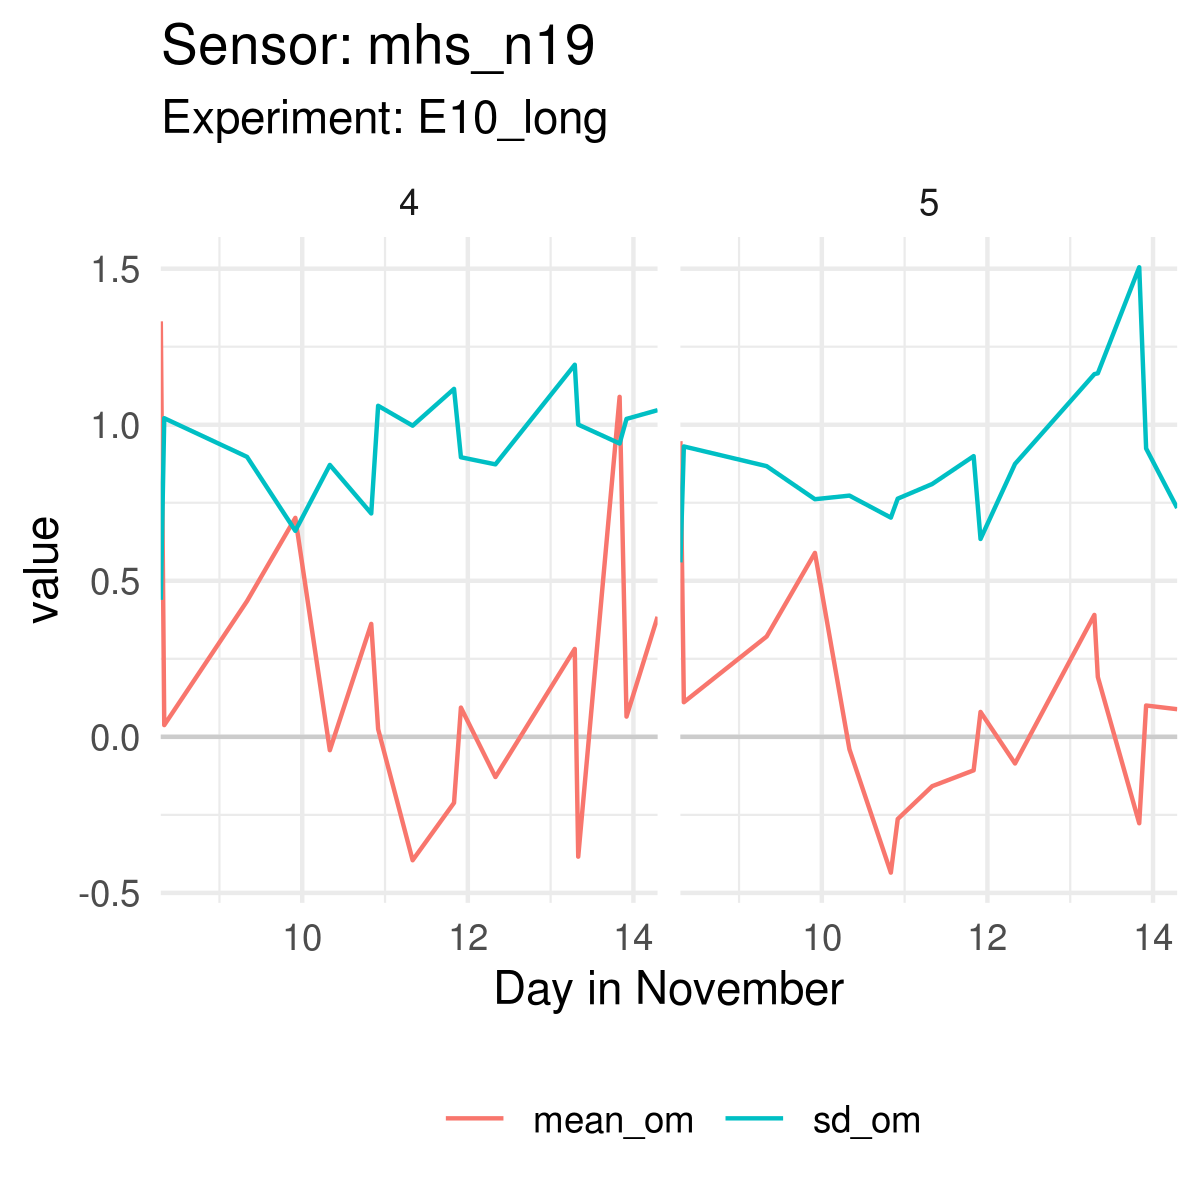 Sensor: mhs_n19
Experiment: E10_long
4 5
1.5
1.0
0.5
0.0
-0.5
value
10 12 14 10 12 14
Day in November
mean_om sd_om